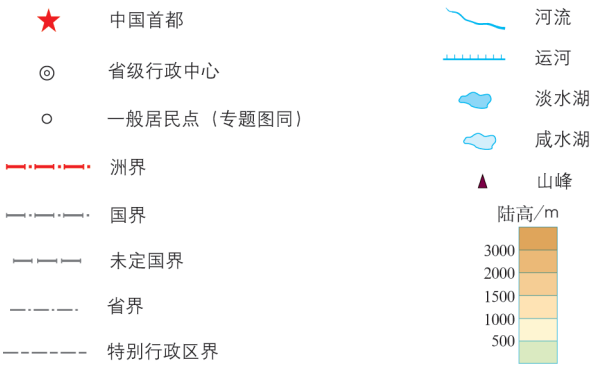 中国首都
省级行政中心
一般居民点（专题图同）
洲界
国界
未定国界
省界
特别行政区界
河流
运河
淡水湖
咸水湖
山峰
陆高/m
3000
2000
1500
1000
500